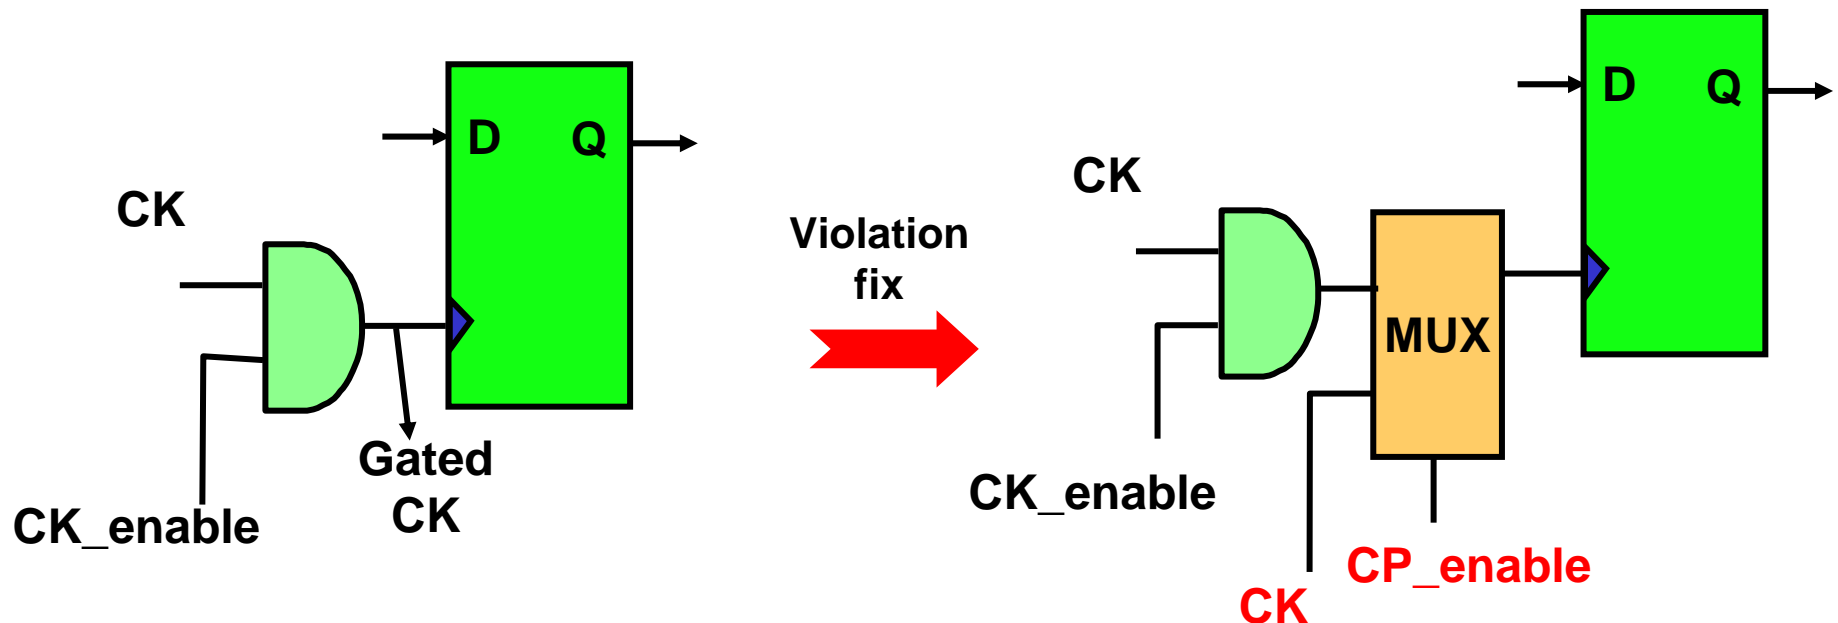 D Q
CK
Gated
CK
CK_enable
Violation
fix
D Q
CK
MUX
CK_enable
CP_enable
CK